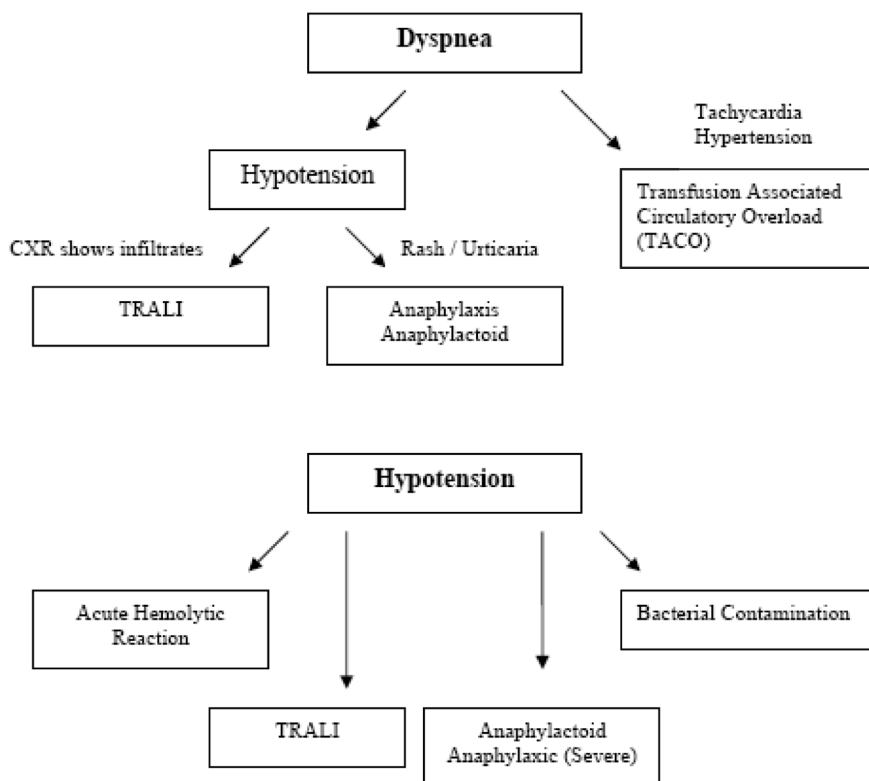 Dyspnea
Tachycardia
Hypertension
Hypotension
Transfusion Associated
Circulatory Overload
(TACO)
CXR shows infiltrates
Rash / Urticaria
TRALI
Anaphylaxis
Anaphylactoid
Hypotension
Acute Hemolytic
Reaction
Bacterial Contamination
TRALI
Anaphylactoid
Anaphylaxic (Severe)